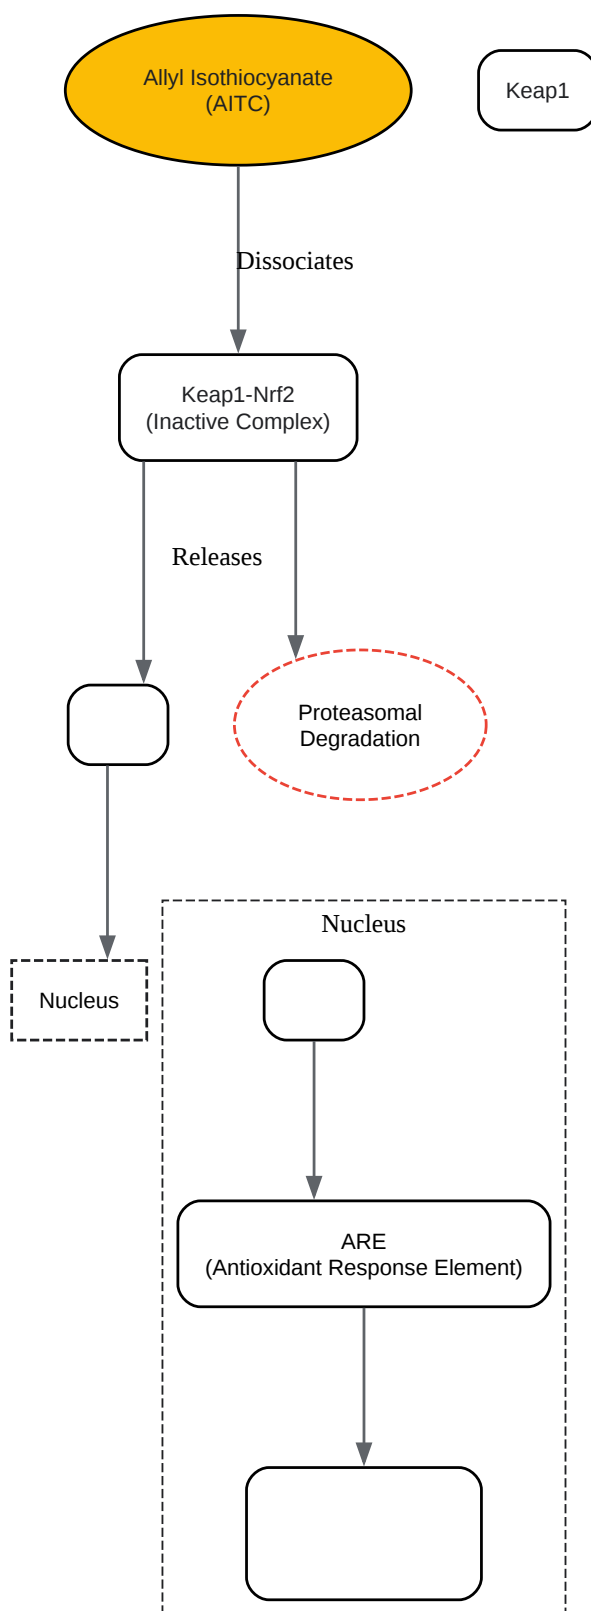 Allyl Isothiocyanate
(AITC)
Keap1
Dissociates
Keap1-Nrf2
(Inactive Complex)
Releases
Proteasomal
Degradation
Nucleus
Nucleus
ARE
(Antioxidant Response Element)